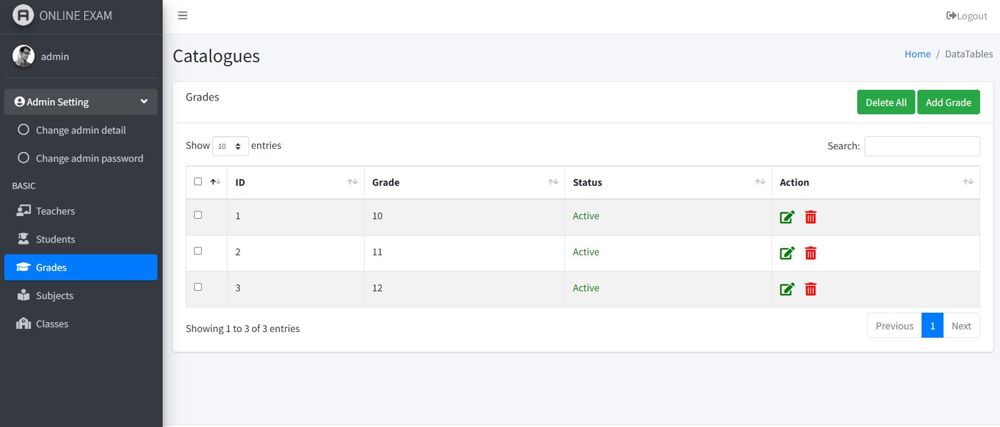 ONLINE EXAM
Logout
admin
Catalogues
Home / DataTables
Admin Setting
Change admin detail
Change admin password
BASIC
Teachers
Students
Grades
Subjects
Classes
Grades
Delete All Add Grade
Show 10 entries
Search:
ID Grade Status Action
1 10 Active
2 11 Active
3 12 Active
Showing 1 to 3 of 3 entries
Previous 1 Next